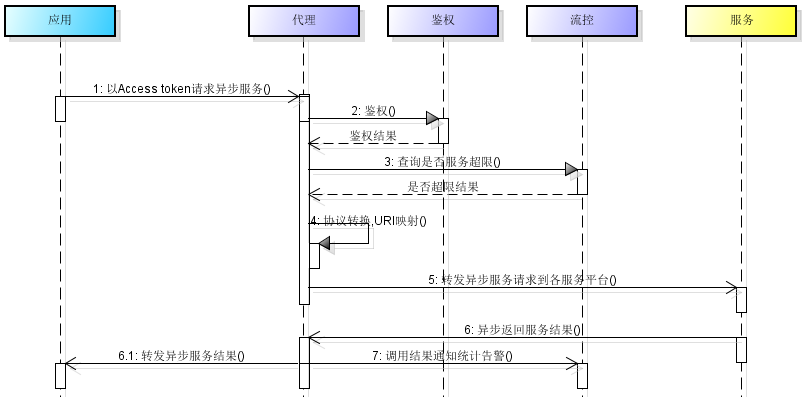 应用
代理
鉴权
流控
服务
1: 以Access token请求异步服务()
2: 鉴权()
鉴权结果
3: 查询是否服务超限()
是否超限结果
4: 协议转换,URI映射()
5: 转发异步服务请求到各服务平台()
6: 异步返回服务结果()
6.1: 转发异步服务结果()
7: 调用结果通知统计告警()